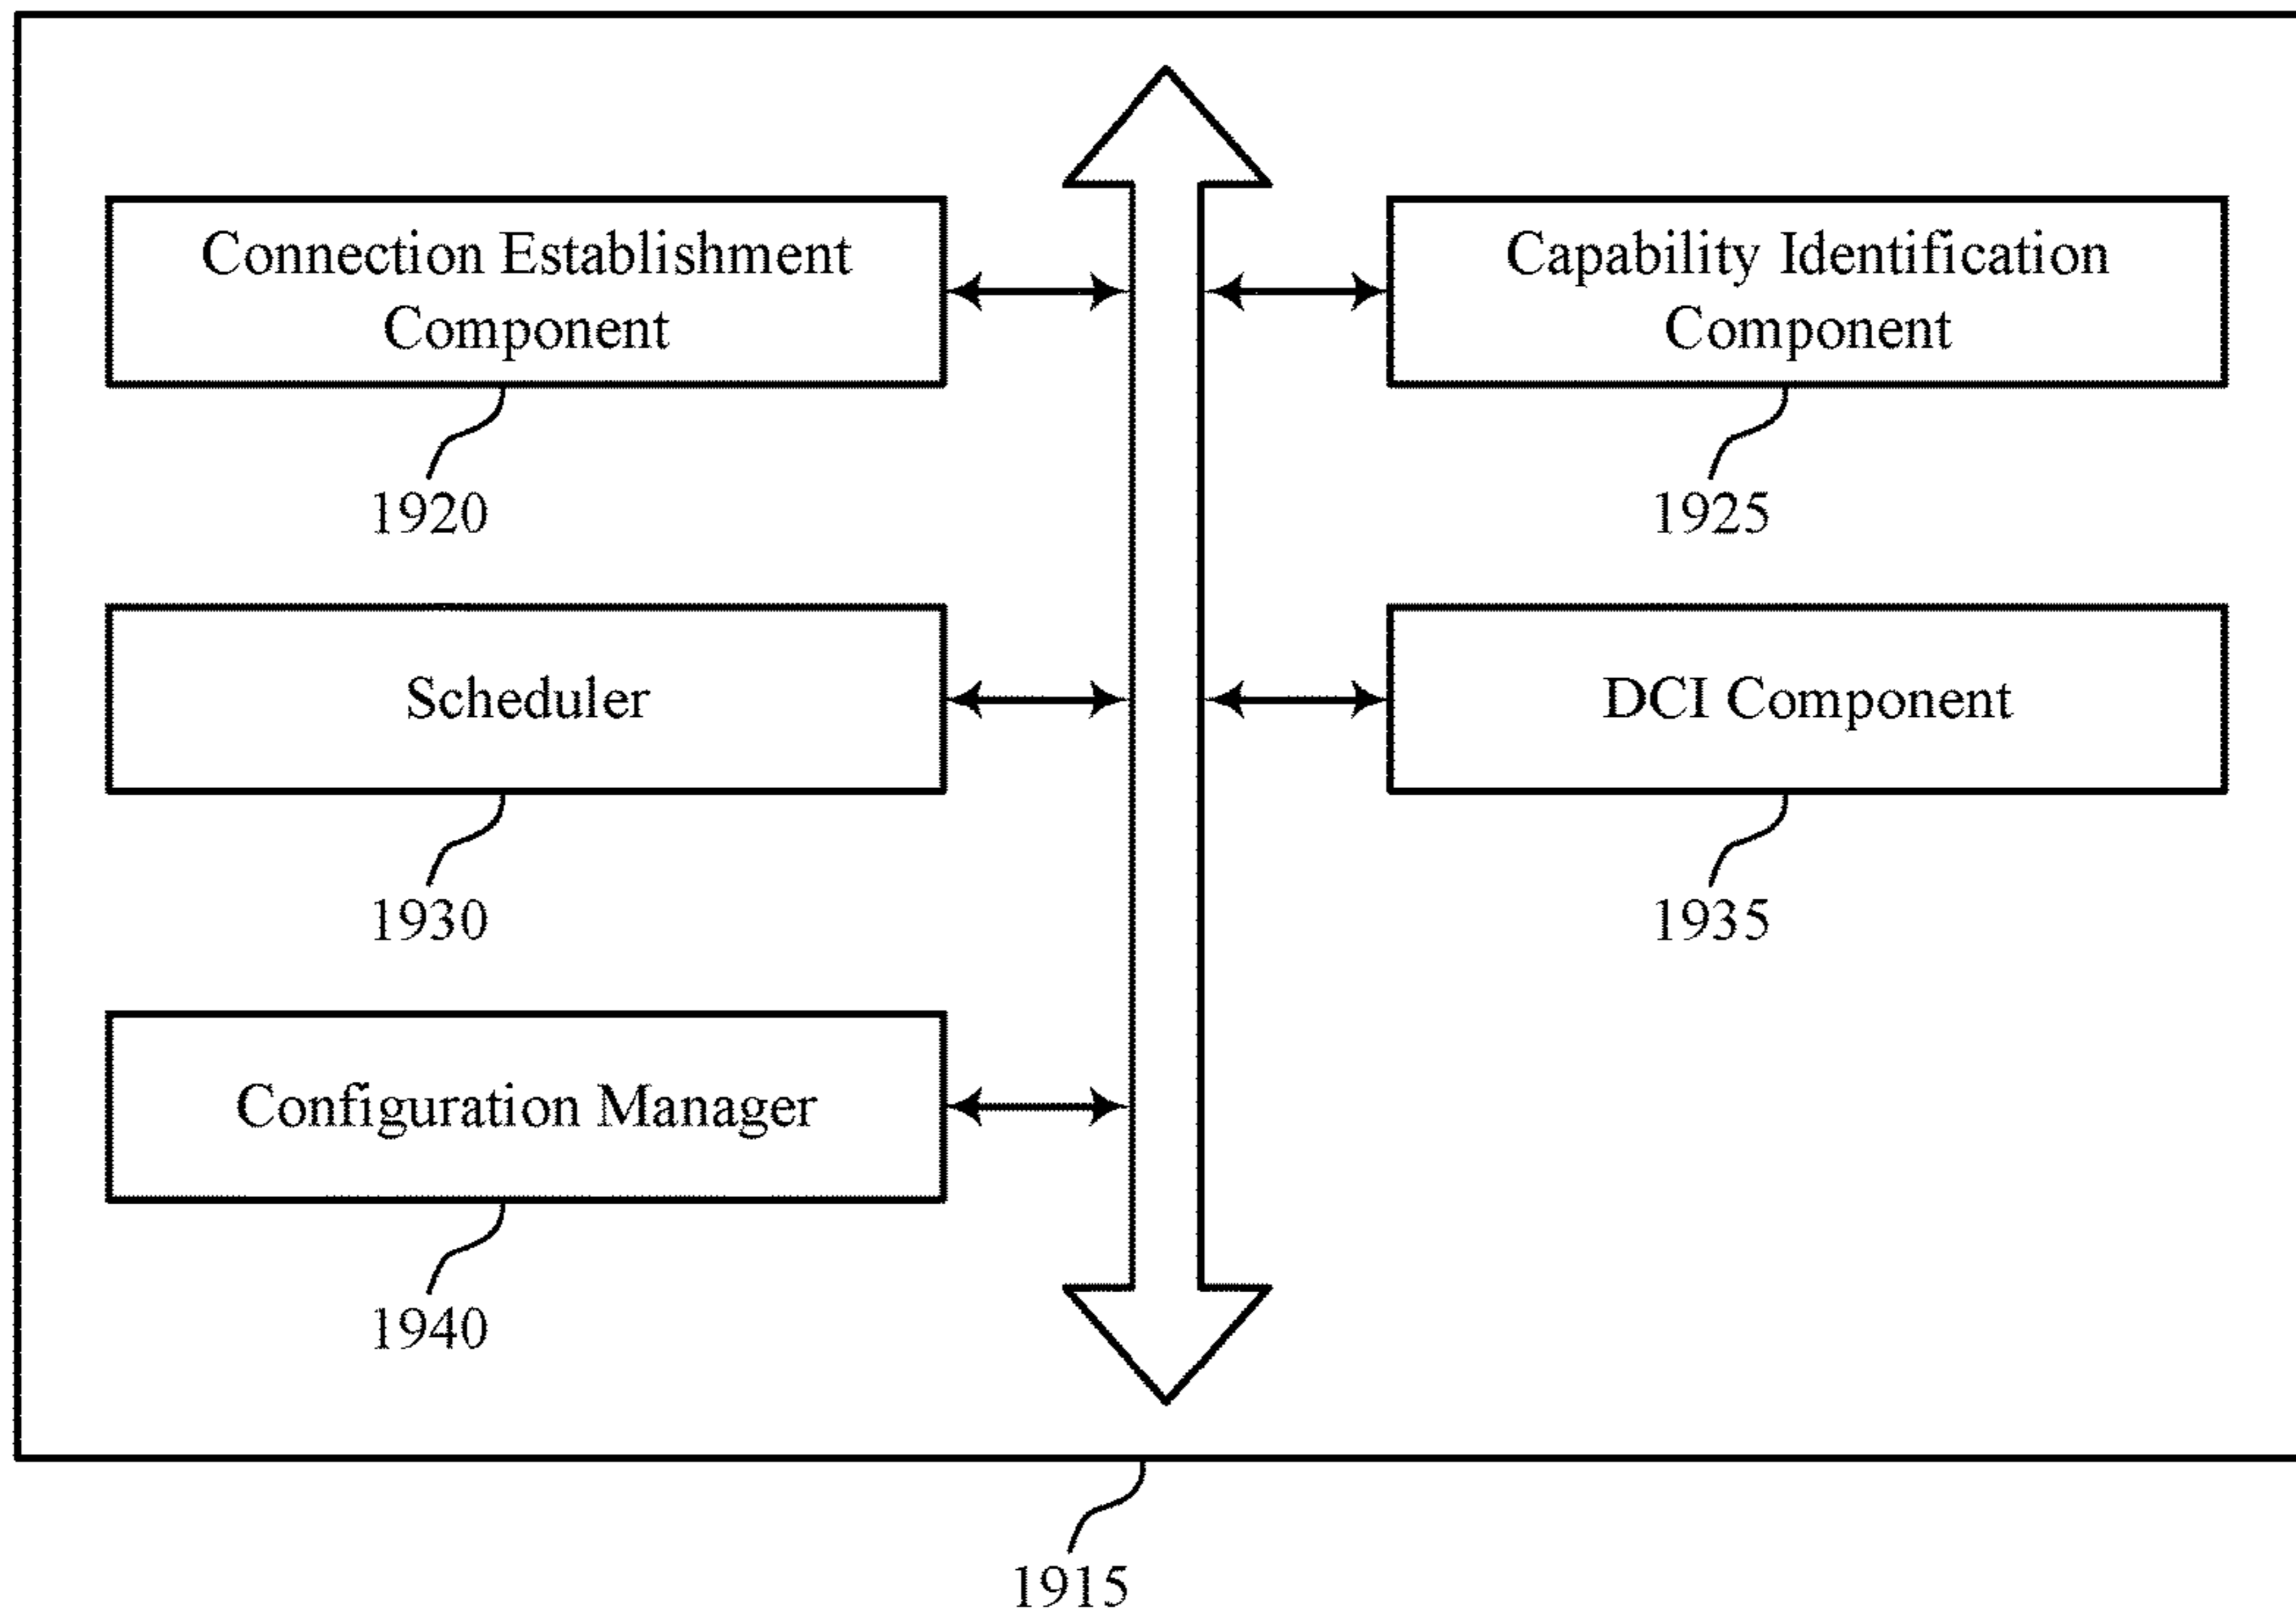 Connection Establishment
Component
1920
Capability Identification
Component
1925
Scheduler
1930
DCI Component
1935
Configuration Manager
1940
1915